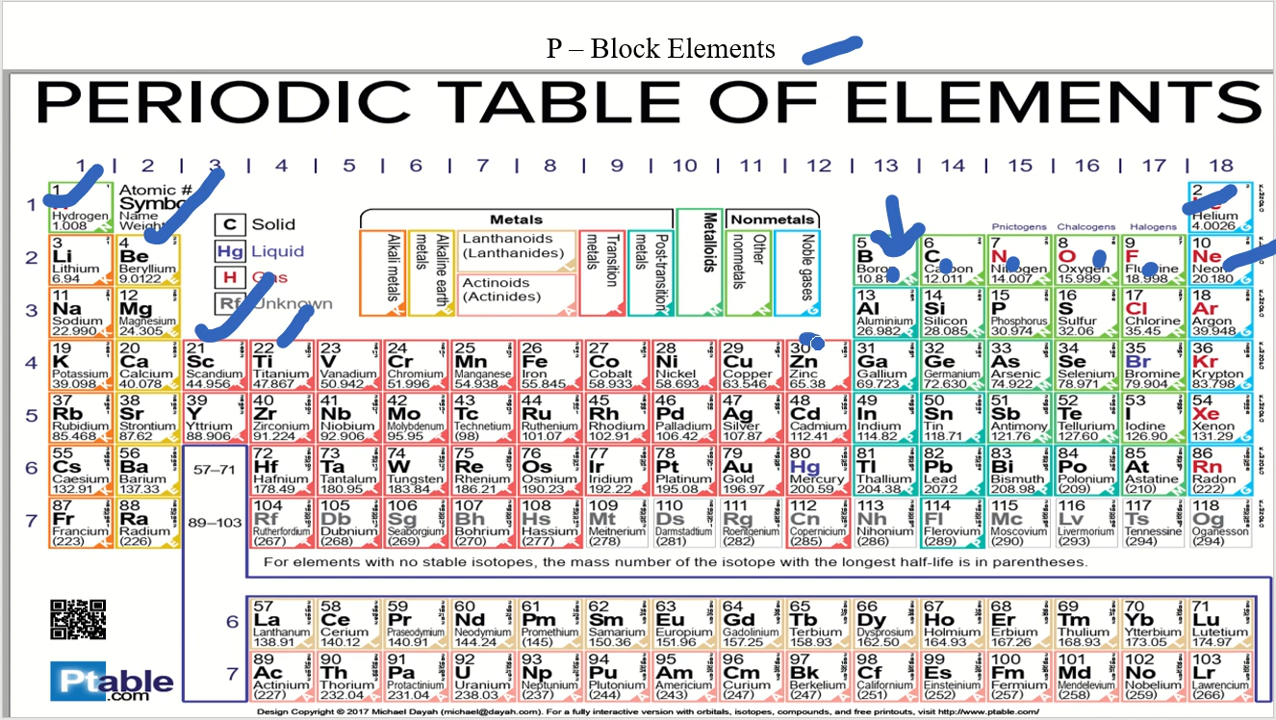 P – Block Elements
PERIODIC TABLE OF ELEMENTS
1 2 3 4 5 6 7 8 9 10 11 12 13 14 15 16 17 18
1 1 Hydrogen 1.008
Atomic # Symbo Name Weigh
2 Helium 4.0026
C Solid
Hg Liquid
H Gas
Rf Unknown
Metals Metalloids Nonmetals
Alkali metals
Alkaline earth metals
Lanthanoids (Lanthanides)
Actinoids (Actinides)
Transition metals
Post-transition
Other nonmetals
Noble gases
Pnictogens Chalcogens Halogens
2 3 Li Lithium 6.94 4 Be Beryllium 9.0122 5 B Boro 10.81 6 C Carbon 12.011 7 N Nitrogen 14.007 8 O Oxygen 15.999 9 F Fluorine 18.998 10 Ne Neon 20.180
3 11 Na Sodium 22.990 12 Mg Magnesium 24.305 13 Al Aluminium 26.982 14 Si Silicon 28.085 15 P Phosphorus 30.974 16 S Sulfur 32.06 17 Cl Chlorine 35.45 18 Ar Argon 39.948
4 19 K Potassium 39.098 20 Ca Calcium 40.078 21 Sc Scandium 44.956 22 Ti Titanium 47.867 23 V Vanadium 50.942 24 Cr Chromium 51.996 25 Mn Manganese 54.938 26 Fe Iron 55.845 27 Co Cobalt 58.933 28 Ni Nickel 58.693 29 Cu Copper 63.546 30 Zn Zinc 65.38 31 Ga Gallium 69.723 32 Ge Germanium 72.630 33 As Arsenic 74.922 34 Se Selenium 78.971 35 Br Bromine 79.904 36 Kr Krypton 83.798
5 37 Rb Rubidium 85.468 38 Sr Strontium 87.62 39 Y Yttrium 88.906 40 Zr Zirconium 91.224 41 Nb Niobium 92.906 42 Mo Molybdenum 95.95 43 Tc Technetium (98) 44 Ru Ruthenium 101.07 45 Rh Rhodium 102.91 46 Pd Palladium 106.42 47 Ag Silver 107.87 48 Cd Cadmium 112.41 49 In Indium 114.82 50 Sn Tin 118.71 51 Sb Antimony 121.76 52 Te Tellurium 127.60 53 I Iodine 126.90 54 Xe Xenon 131.29
6 55 Cs Caesium 132.91 56 Ba Barium 137.33 57–71 72 Hf Hafnium 178.49 73 Ta Tantalum 180.95 74 W Tungsten 183.84 75 Re Rhenium 186.21 76 Os Osmium 190.23 77 Ir Iridium 192.22 78 Pt Platinum 195.08 79 Au Gold 196.97 80 Hg Mercury 200.59 81 Tl Thallium 204.38 82 Pb Lead 207.2 83 Bi Bismuth 208.98 84 Po Polonium (209) 85 At Astatine (210) 86 Rn Radon (222)
7 87 Fr Francium (223) 88 Ra Radium (226) 89–103 104 Rf Rutherfordium (267) 105 Db Dubnium (268) 106 Sg Seaborgium (269) 107 Bh Bohrium (270) 108 Hs Hassium (277) 109 Mt Meitnerium (278) 110 Ds Darmstadtium (281) 111 Rg Roentgenium (282) 112 Cn Copernicium (285) 113 Nh Nihonium (286) 114 Fl Flerovium (289) 115 Mc Moscovium (290) 116 Lv Livermorium (293) 117 Ts Tennessine (294) 118 Og Oganesson (294)
For elements with no stable isotopes, the mass number of the isotope with the longest half-life is in parentheses.
6 57 La Lanthanum 138.91 58 Ce Cerium 140.12 59 Pr Praseodymium 140.91 60 Nd Neodymium 144.24 61 Pm Promethium (145) 62 Sm Samarium 150.36 63 Eu Europium 151.96 64 Gd Gadolinium 157.25 65 Tb Terbium 158.93 66 Dy Dysprosium 162.50 67 Ho Holmium 164.93 68 Er Erbium 167.26 69 Tm Thulium 168.93 70 Yb Ytterbium 173.05 71 Lu Lutetium 174.97
7 89 Ac Actinium (227) 90 Th Thorium 232.04 91 Pa Protactinium 231.04 92 U Uranium 238.03 93 Np Neptunium (237) 94 Pu Plutonium (244) 95 Am Americium (243) 96 Cm Curium (247) 97 Bk Berkelium (247) 98 Cf Californium (251) 99 Es Einsteinium (252) 100 Fm Fermium (257) 101 Md Mendelevium (258) 102 No Nobelium (259) 103 Lr Lawrencium (266)
Ptable .com
Design Copyright © 2017 Michael Dayah (michael@dayah.com). For a fully interactive version with orbitals, isotopes, compounds, and free printouts, visit http://www.ptable.com/